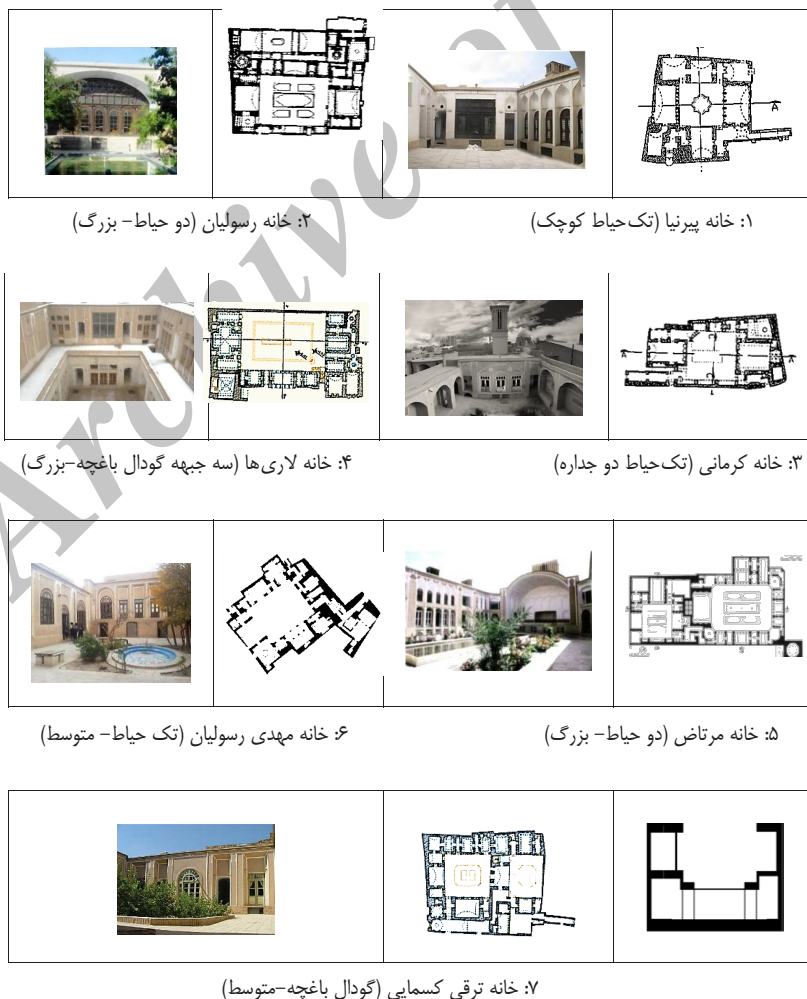 ۱: خانه پیرنیا (تک‌حیاط کوچک)
۲: خانه رسولیان (دو حیاط- بزرگ)
۳: خانه کرمانی (تک‌حیاط دو جداره)
۴: خانه لاری‌ها (سه جبهه گودال باغچه-بزرگ)
۵: خانه مرتاض (دو حیاط- بزرگ)
۶: خانه مهدی رسولیان (تک حیاط- متوسط)
۷: خانه ترقی کسمایی (گودال باغچه-متوسط)
A
Archive